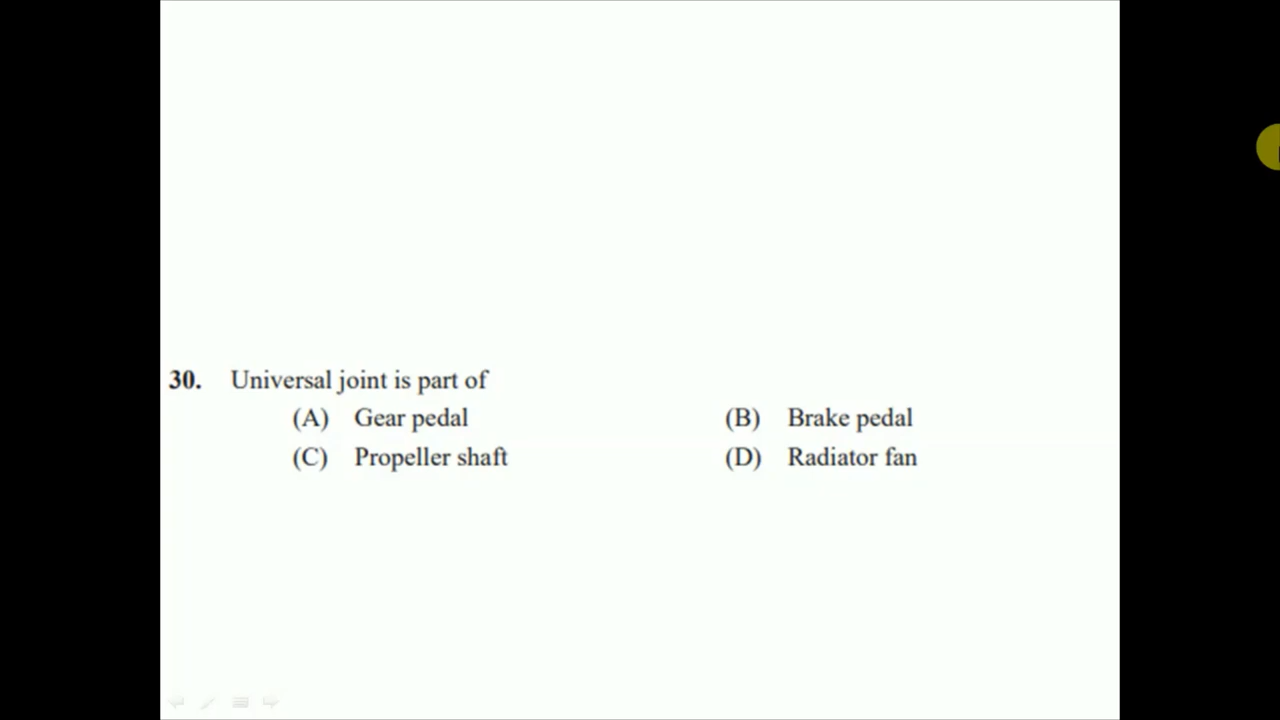 30. Universal joint is part of
(A) Gear pedal (B) Brake pedal
(C) Propeller shaft (D) Radiator fan